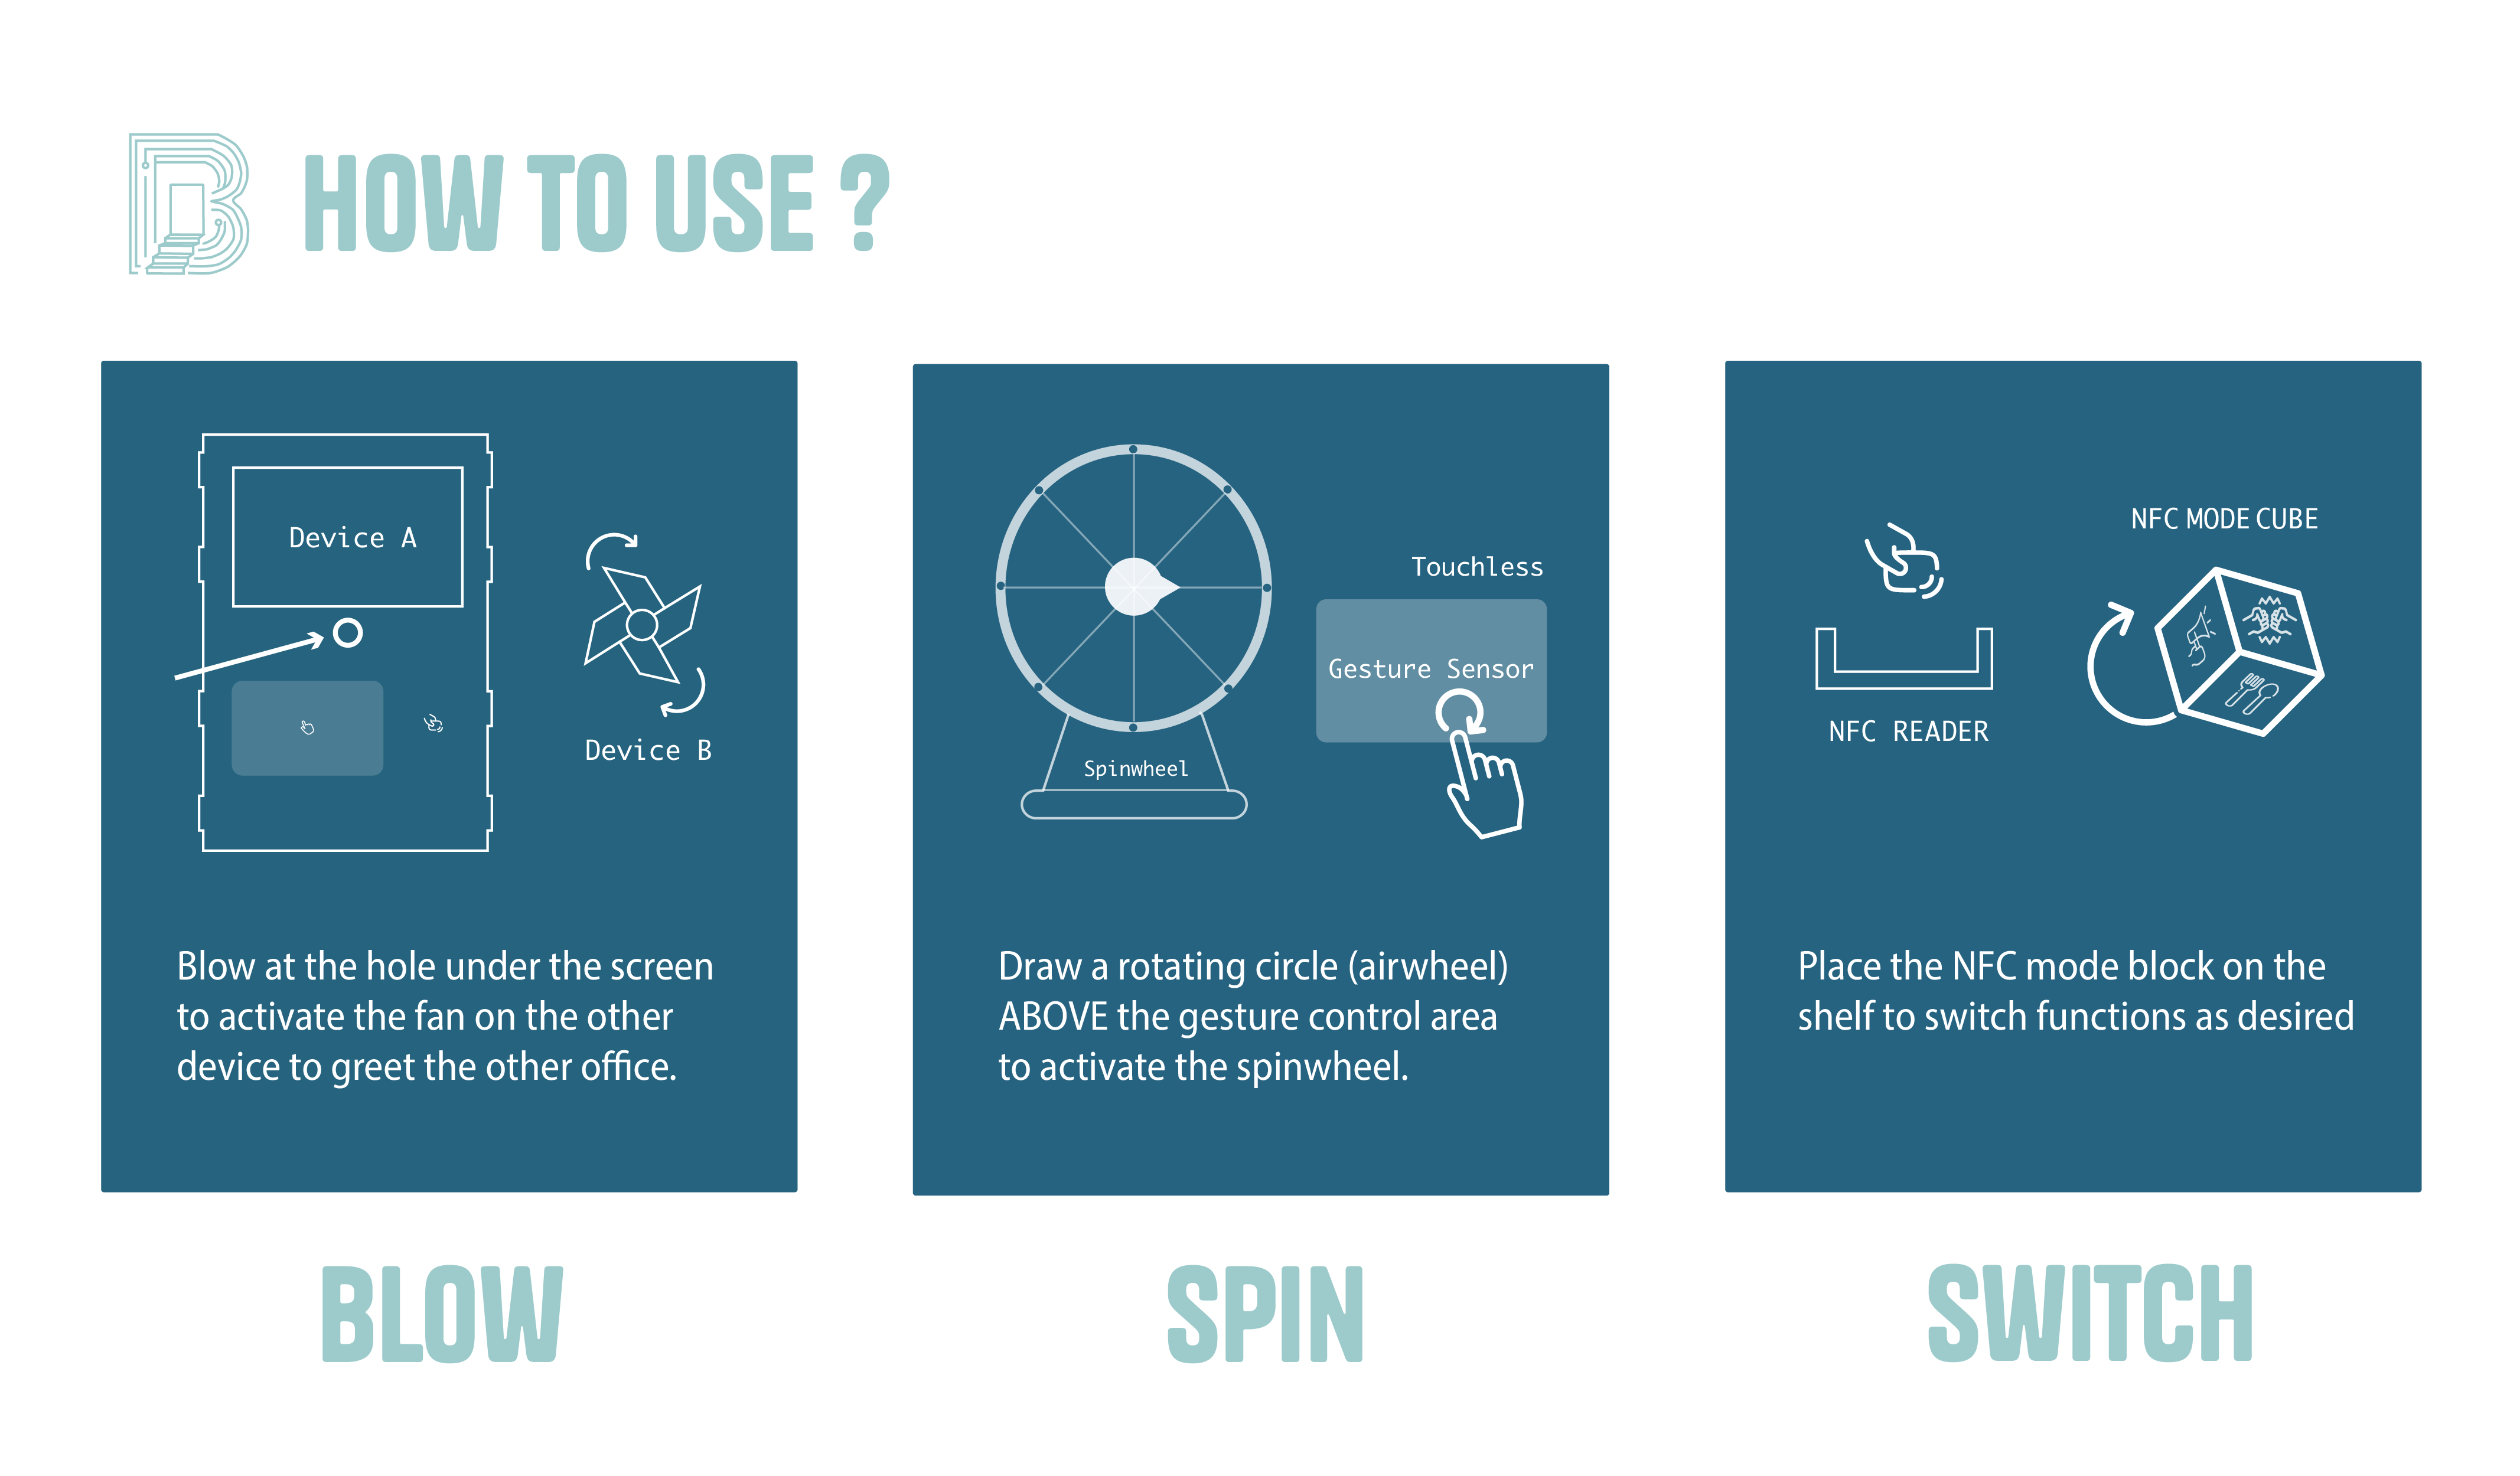 B
HOW TO USE ?
Device A
Device B
Blow at the hole under the screen
to activate the fan on the other
device to greet the other office.
BLOW
Touchless
Gesture Sensor
Spinwheel
Draw a rotating circle (airwheel)
ABOVE the gesture control area
to activate the spinwheel.
SPIN
NFC MODE CUBE
NFC READER
Place the NFC mode block on the
shelf to switch functions as desired
SWITCH